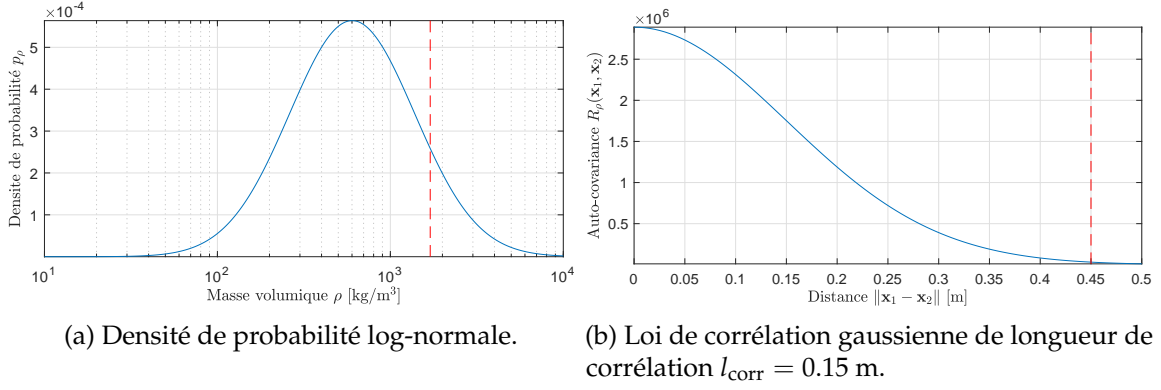 ×10⁻⁴
5
4
3
2
1
Densite de probabilité p_ρ
10¹ 10² 10³ 10⁴
Masse volumique ρ [kg/m³]
(a) Densité de probabilité log-normale.
×10⁶
2.5
2
1.5
1
0.5
Auto-covariance R_ρ(x₁, x₂)
0 0.05 0.1 0.15 0.2 0.25 0.3 0.35 0.4 0.45 0.5
Distance ‖x₁ − x₂‖ [m]
(b) Loi de corrélation gaussienne de longueur de
corrélation l_corr = 0.15 m.